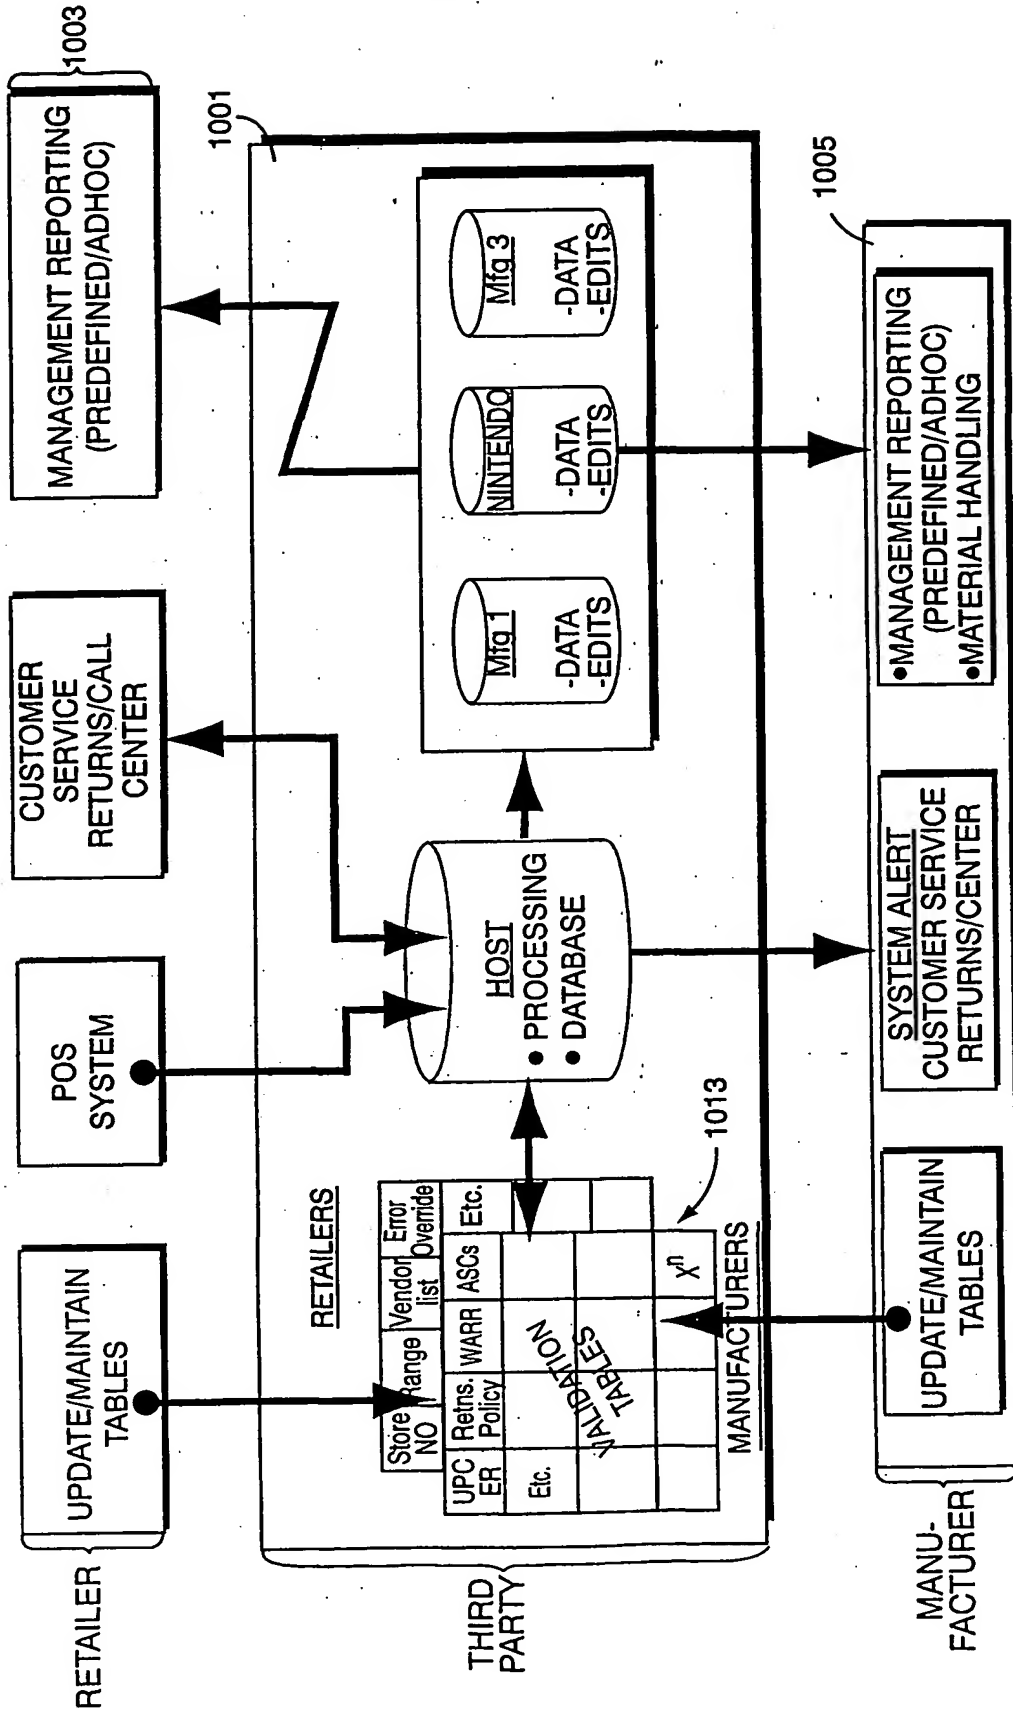 RETAILER
UPDATE/MAINTAIN
TABLES
POS
SYSTEM
CUSTOMER
SERVICE
RETURNS/CALL
CENTER
MANAGEMENT REPORTING
(PREDEFINED/ADHOC)
1003
THIRD
PARTY
1001
RETAILERS
Store
NO
Range
Vendor
list
Error
Override
UPC
ER
Retns.
Policy
WARR
ASCs
Etc.
Etc.
VALIDATION
TABLES
Xn
MANUFACTURERS
1013
HOST
● PROCESSING
● DATABASE
Mfg 1
-DATA
-EDITS
NINTENDO
-DATA
-EDITS
Mfg 3
-DATA
-EDITS
MANU-
FACTURER
UPDATE/MAINTAIN
TABLES
SYSTEM ALERT
CUSTOMER SERVICE
RETURNS/CENTER
●MANAGEMENT REPORTING
(PREDEFINED/ADHOC)
●MATERIAL HANDLING
1005